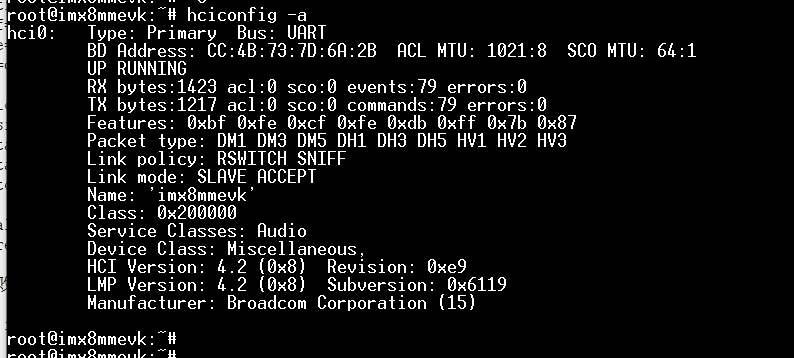 root@imx8mmevk:~# hciconfig -a
hci0:   Type: Primary  Bus: UART
        BD Address: CC:4B:73:7D:6A:2B  ACL MTU: 1021:8  SCO MTU: 64:1
        UP RUNNING
        RX bytes:1423 acl:0 sco:0 events:79 errors:0
        TX bytes:1217 acl:0 sco:0 commands:79 errors:0
        Features: 0xbf 0xfe 0xcf 0xfe 0xdb 0xff 0x7b 0x87
        Packet type: DM1 DM3 DM5 DH1 DH3 DH5 HV1 HV2 HV3
        Link policy: RSWITCH SNIFF
        Link mode: SLAVE ACCEPT
        Name: 'imx8mmevk'
        Class: 0x200000
        Service Classes: Audio
        Device Class: Miscellaneous,
        HCI Version: 4.2 (0x8)  Revision: 0xe9
        LMP Version: 4.2 (0x8)  Subversion: 0x6119
        Manufacturer: Broadcom Corporation (15)
root@imx8mmevk:~#
root@imx8mmevk:~#